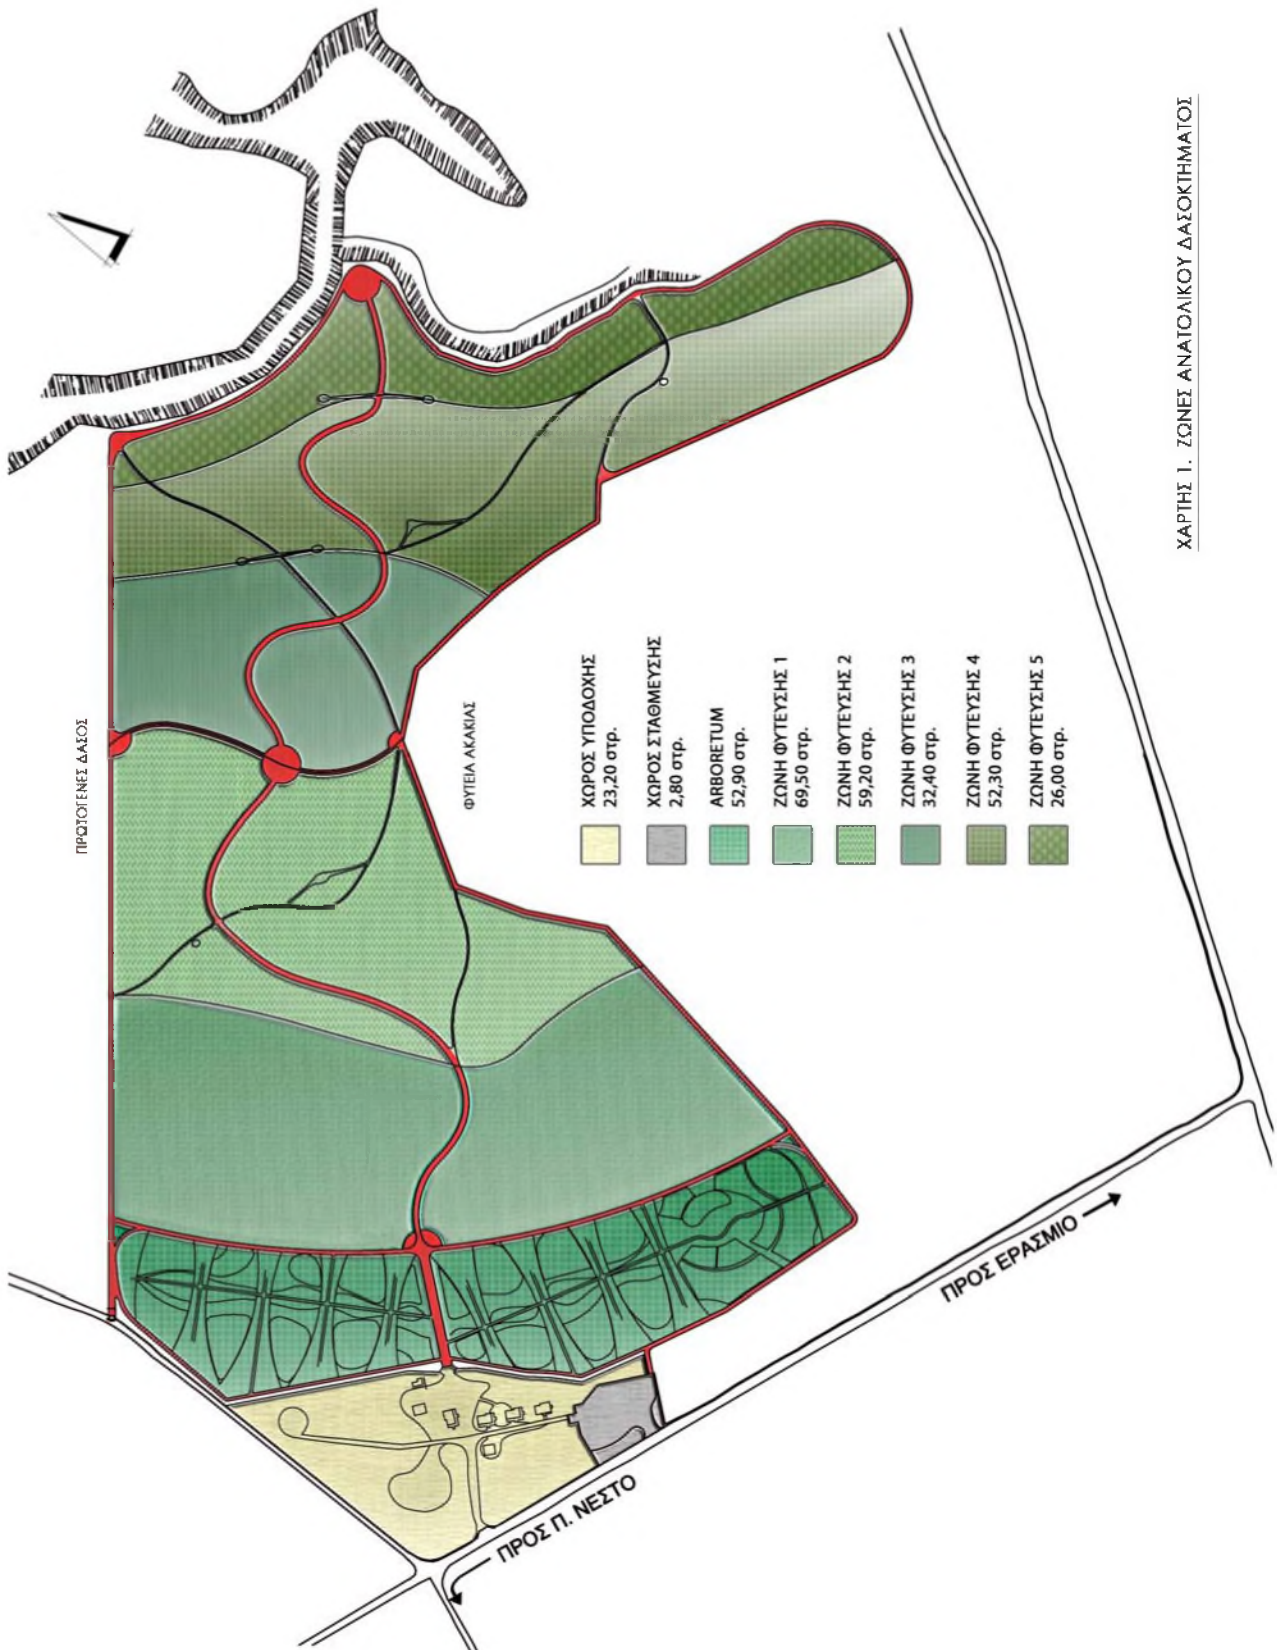 ΠΡΩΤΟΓΕΝΕΣ ΔΑΣΟΣ
ΦΥΤΕΙΑ ΑΚΑΚΙΑΣ
ΧΩΡΟΣ ΥΠΟΔΟΧΗΣ
23,20 στρ.
ΧΩΡΟΣ ΣΤΑΘΜΕΥΣΗΣ
2,80 στρ.
ARBORETUM
52,90 στρ.
ΖΩΝΗ ΦΥΤΕΥΣΗΣ 1
69,50 στρ.
ΖΩΝΗ ΦΥΤΕΥΣΗΣ 2
59,20 στρ.
ΖΩΝΗ ΦΥΤΕΥΣΗΣ 3
32,40 στρ.
ΖΩΝΗ ΦΥΤΕΥΣΗΣ 4
52,30 στρ.
ΖΩΝΗ ΦΥΤΕΥΣΗΣ 5
26,00 στρ.
ΠΡΟΣ Π. ΝΕΣΤΟ
ΠΡΟΣ ΕΡΑΣΜΙΟ
ΧΑΡΤΗΣ 1. ΖΩΝΕΣ ΑΝΑΤΟΛΙΚΟΥ ΔΑΣΟΚΤΗΜΑΤΟΣ